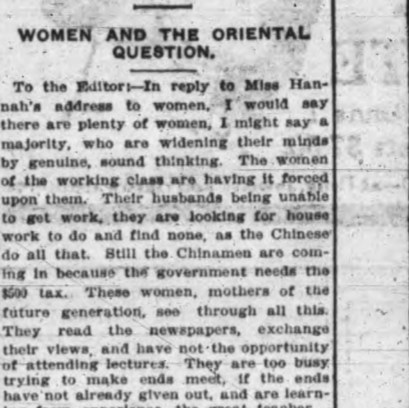 WOMEN AND THE ORIENTAL
QUESTION.
To the Editor:—In reply to Miss Han-
nah's address to women, I would say
there are plenty of women, I might say a
majority, who are widening their minds
by genuine, sound thinking. The women
of the working class are having it forced
upon them. Their husbands being unable
to get work, they are looking for house
work to do and find none, as the Chinese
do all that. Still the Chinamen are com-
ing in because the government needs the
$500 tax. These women, mothers of the
future generation, see through all this.
They read the newspapers, exchange
their views, and have not the opportunity
of attending lectures. They are too busy
trying to make ends meet, if the ends
have not already given out, and are learn-